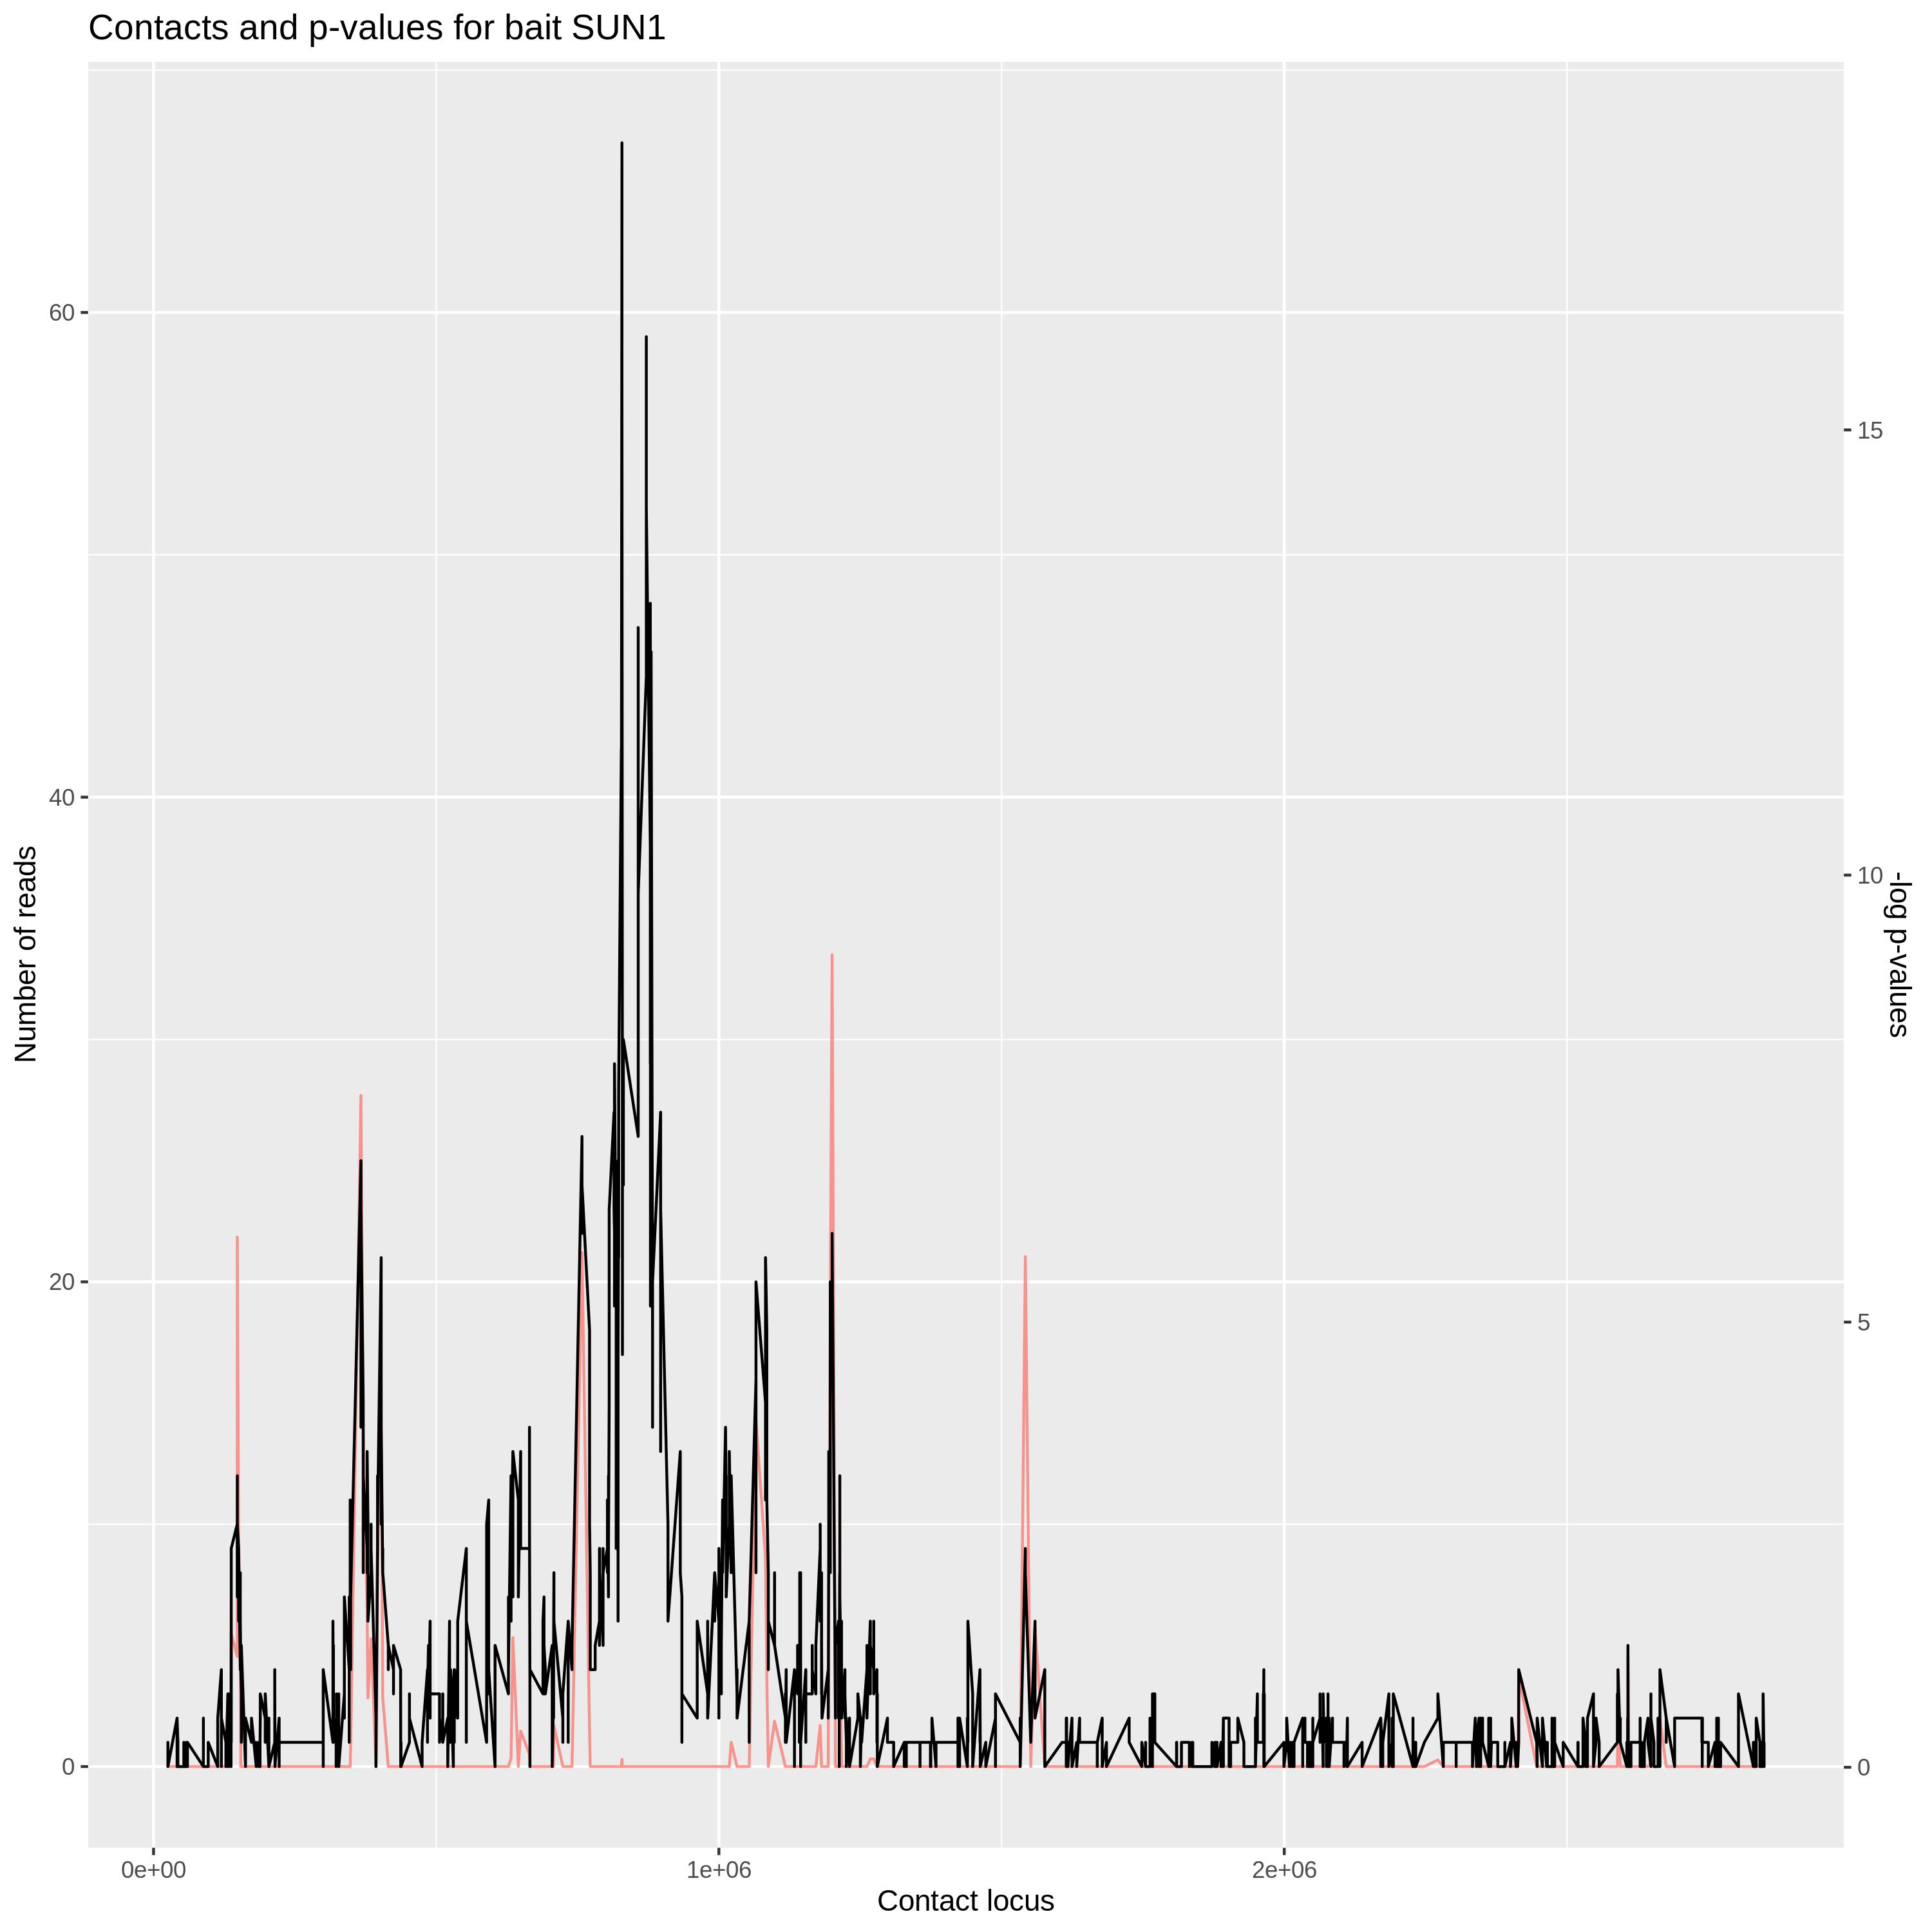 Contacts and p-values for bait SUN1
60
40
20
0
Number of reads
15
10
5
0
-log p-values
0e+00
1e+06
2e+06
Contact locus